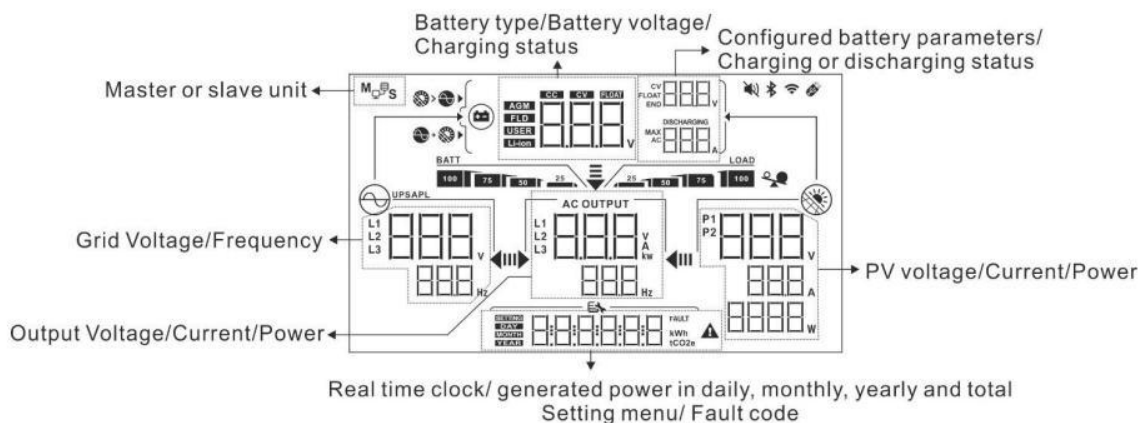 Battery type/Battery voltage/
Charging status
Configured battery parameters/
Charging or discharging status
Master or slave unit
M S
CC CV FLOAT
AGM
FLD
USER
Li-ion
V
CV
FLOAT
END
V
DISCHARGING
MAX
AC
A
BATT
LOAD
100 75 50 25
25 50 75 100
UPSAPL
L1
L2
L3
V
Hz
Grid Voltage/Frequency
AC OUTPUT
L1
L2
L3
V
A
kw
Hz
P1
P2
V
A
W
PV voltage/Current/Power
Output Voltage/Current/Power
SETTING
DAY
MONTH
YEAR
FAULT
kWh
tCO2e
Real time clock/ generated power in daily, monthly, yearly and total
Setting menu/ Fault code